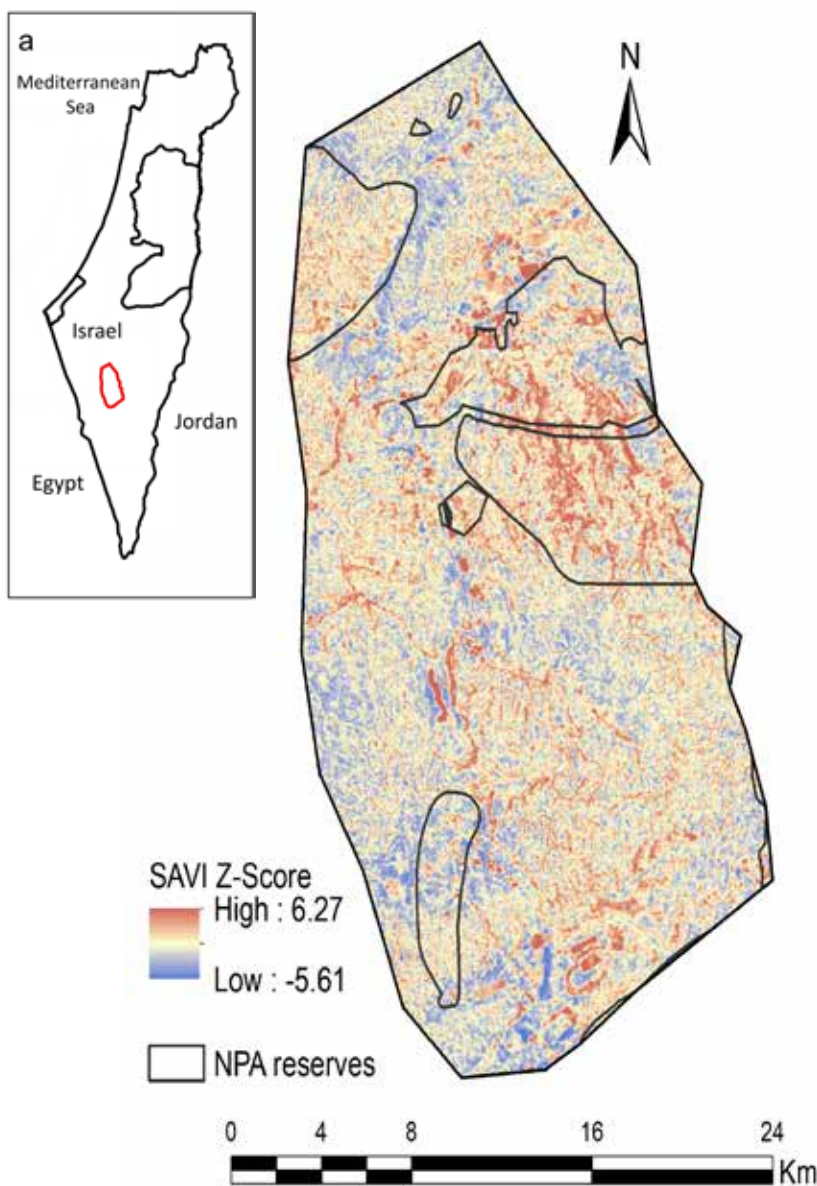 a
Mediterranean
Sea
Israel
Jordan
Egypt
N
SAVI Z-Score
High : 6.27
Low : -5.61
NPA reserves
0 4 8 16 24
Km